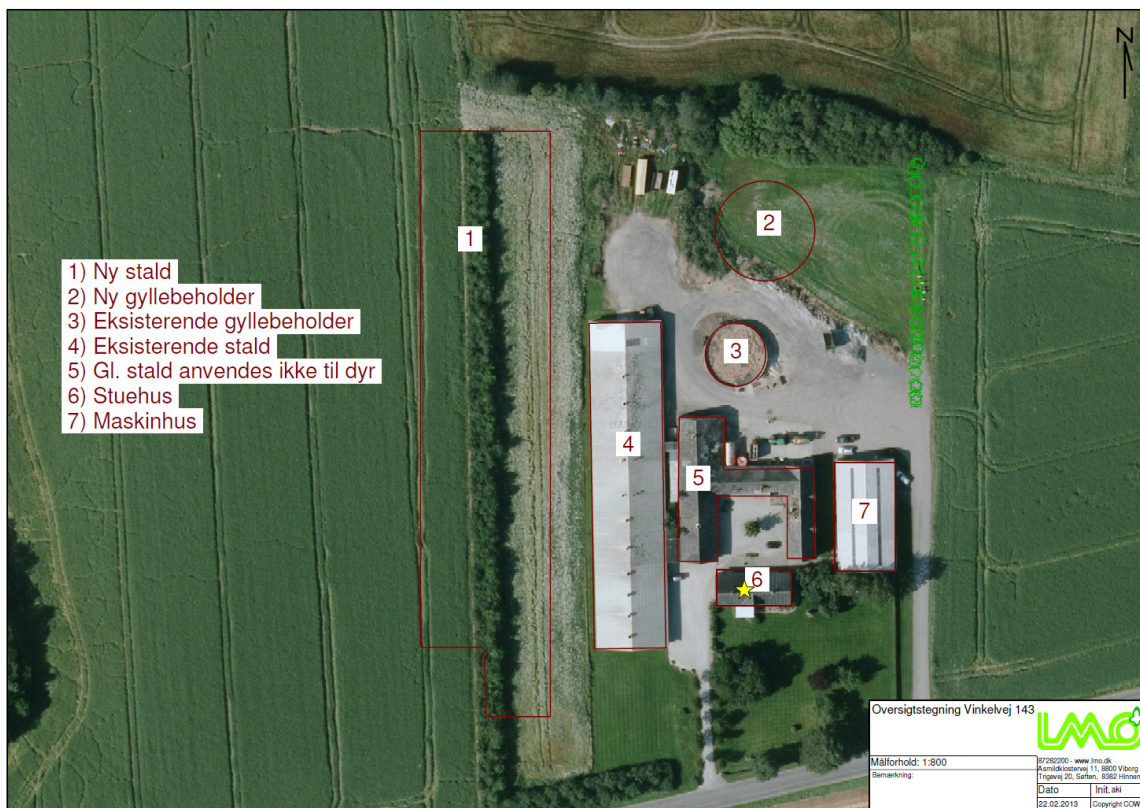 N
1
2
1) Ny stald
2) Ny gyllebeholder
3) Eksisterende gyllebeholder
4) Eksisterende stald
5) Gl. stald anvendes ikke til dyr
6) Stuehus
7) Maskinhus
3
4
5
7
6
Oversigtstegning Vinkelvej 143
LMO
Målforhold: 1:800
Bemærkning:
87282200 - www.lmo.dk
Asmildklostervej 11, 8800 Viborg
Trigevej 20, Søften, 8382 Hinnerup
Dato
Init. aki
22.02.2013
Copyright